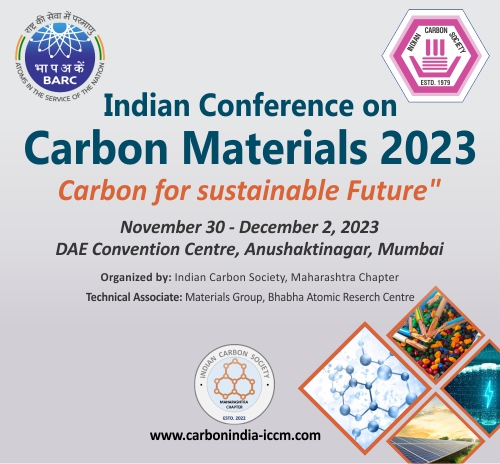 राष्ट्र की सेवा में परमाणु
भा प अ कें
BARC
ATOMS IN THE SERVICE OF THE NATION
INDIAN CARBON SOCIETY
ESTD. 1979
Indian Conference on
Carbon Materials 2023
Carbon for sustainable Future"
November 30 - December 2, 2023
DAE Convention Centre, Anushaktinagar, Mumbai
Organized by: Indian Carbon Society, Maharashtra Chapter
Technical Associate: Materials Group, Bhabha Atomic Reserch Centre
INDIAN CARBON SOCIETY
MAHARASHTRA
CHAPTER
ESTD. 2022
www.carbonindia-iccm.com